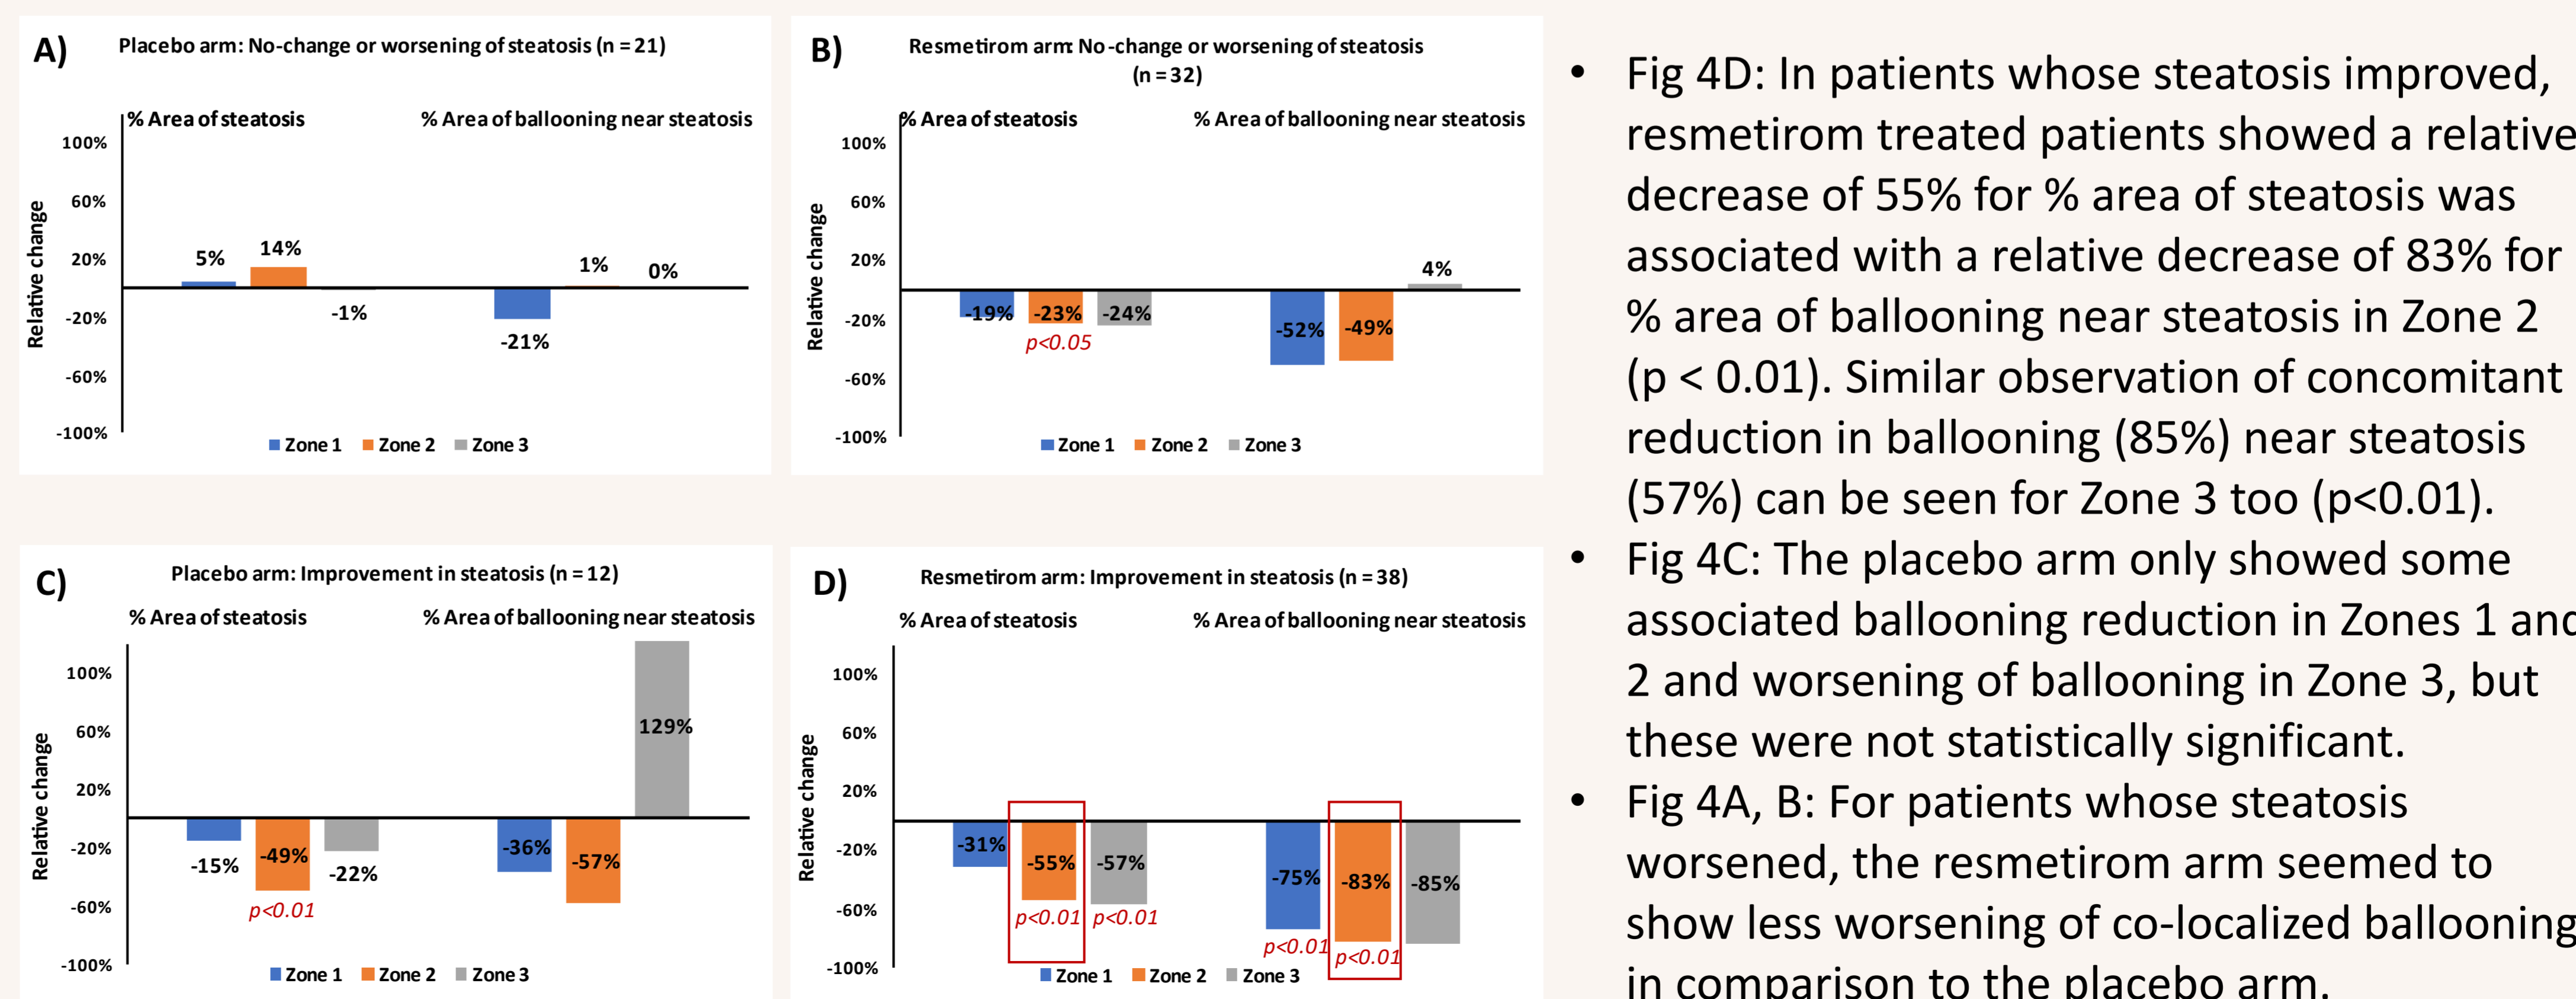 A)
Placebo arm: No-change or worsening of steatosis (n = 21)
% Area of steatosis
% Area of ballooning near steatosis
Relative change
100%
60%
20%
-20%
-60%
-100%
5%
14%
-1%
-21%
1%
0%
Zone 1
Zone 2
Zone 3
B)
Resmetirom arm: No-change or worsening of steatosis
(n = 32)
% Area of steatosis
% Area of ballooning near steatosis
Relative change
100%
60%
20%
-20%
-60%
-100%
-19%
-23%
-24%
p<0.05
-52%
-49%
4%
Zone 1
Zone 2
Zone 3
C)
Placebo arm: Improvement in steatosis (n = 12)
% Area of steatosis
% Area of ballooning near steatosis
Relative change
100%
60%
20%
-20%
-60%
-100%
-15%
-49%
-22%
p<0.01
-36%
-57%
129%
Zone 1
Zone 2
Zone 3
D)
Resmetirom arm: Improvement in steatosis (n = 38)
% Area of steatosis
% Area of ballooning near steatosis
Relative change
100%
60%
20%
-20%
-60%
-100%
-31%
-55%
-57%
p<0.01
p<0.01
-75%
-83%
-85%
p<0.01
p<0.01
Zone 1
Zone 2
Zone 3
• Fig 4D: In patients whose steatosis improved,
resmetirom treated patients showed a relative
decrease of 55% for % area of steatosis was
associated with a relative decrease of 83% for
% area of ballooning near steatosis in Zone 2
(p < 0.01). Similar observation of concomitant
reduction in ballooning (85%) near steatosis
(57%) can be seen for Zone 3 too (p<0.01).
• Fig 4C: The placebo arm only showed some
associated ballooning reduction in Zones 1 and
2 and worsening of ballooning in Zone 3, but
these were not statistically significant.
• Fig 4A, B: For patients whose steatosis
worsened, the resmetirom arm seemed to
show less worsening of co-localized ballooning
in comparison to the placebo arm.